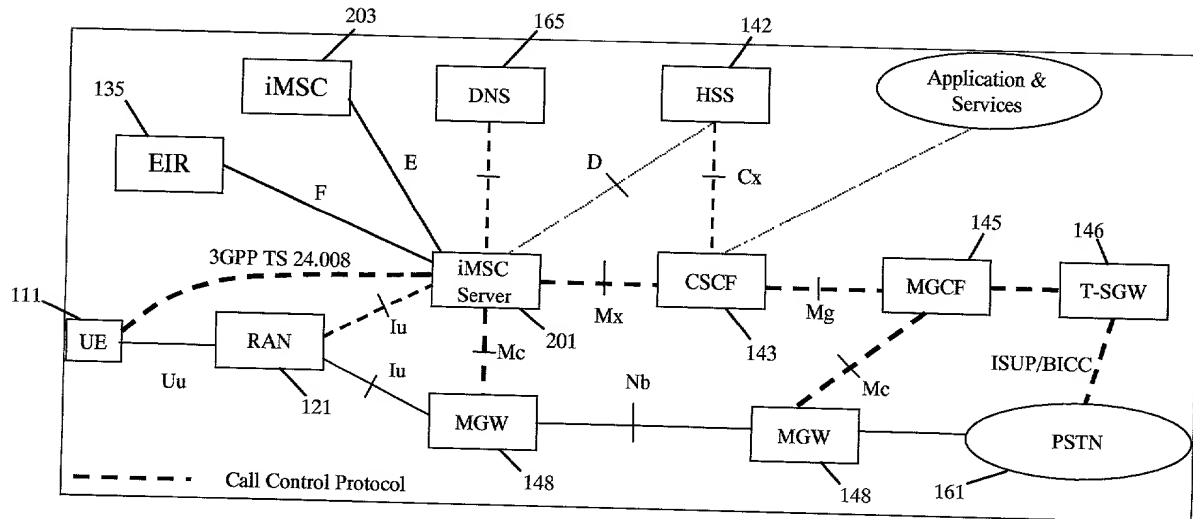 203
165
142
135
iMSC
DNS
HSS
Application &
Services
EIR
E
D
Cx
F
3GPP TS 24.008
145
146
iMSC
Server
CSCF
MGCF
T-SGW
111
Iu
Mx
Mg
UE
RAN
201
143
Mc
ISUP/BICC
Uu
Iu
Nb
Mc
121
MGW
MGW
PSTN
Call Control Protocol
148
148
161